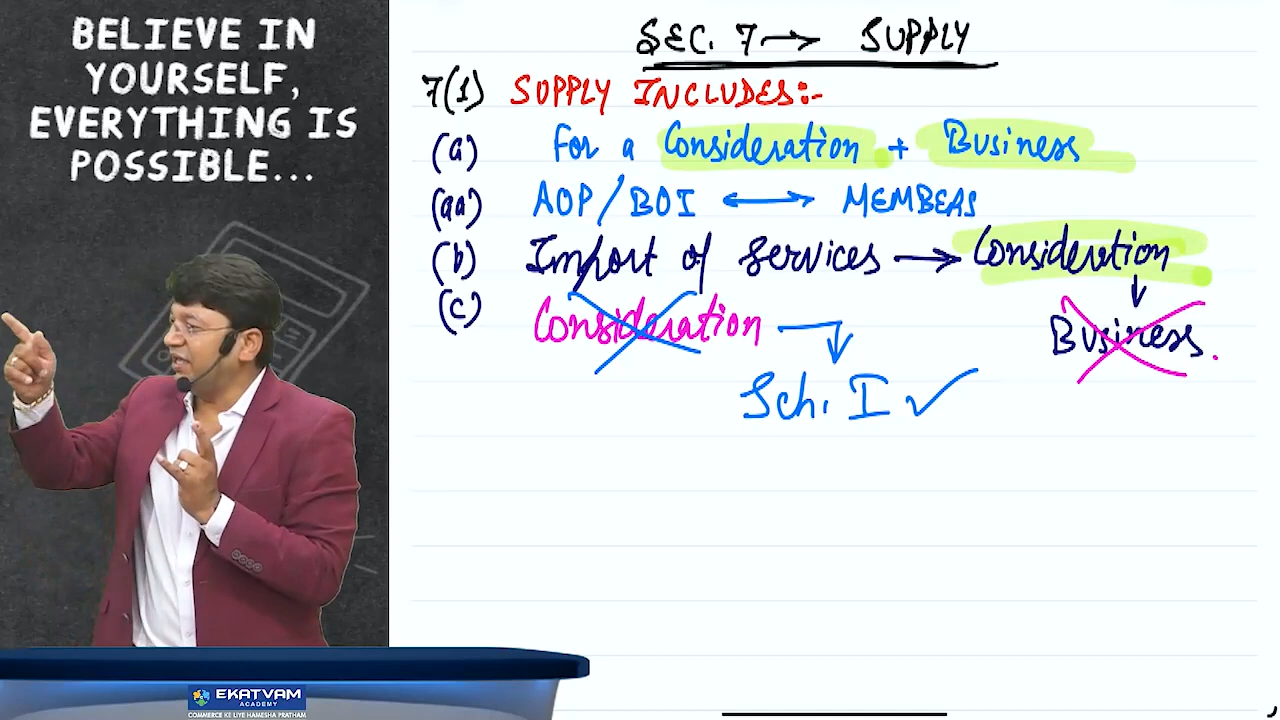 BELIEVE IN
YOURSELF,
EVERYTHING IS
POSSIBLE...
SEC. 7 → SUPPLY
7(1) SUPPLY INCLUDES:-
(a) For a Consideration + Business
(aa) AOP/BOI ↔ MEMBERS
(b) Import of Services → Consideration
↓
Business.
(c) Consideration
Sch. I ✓
EKATVAM
ACADEMY
COMMERCE KE LIYE HAMESHA PRATHAM